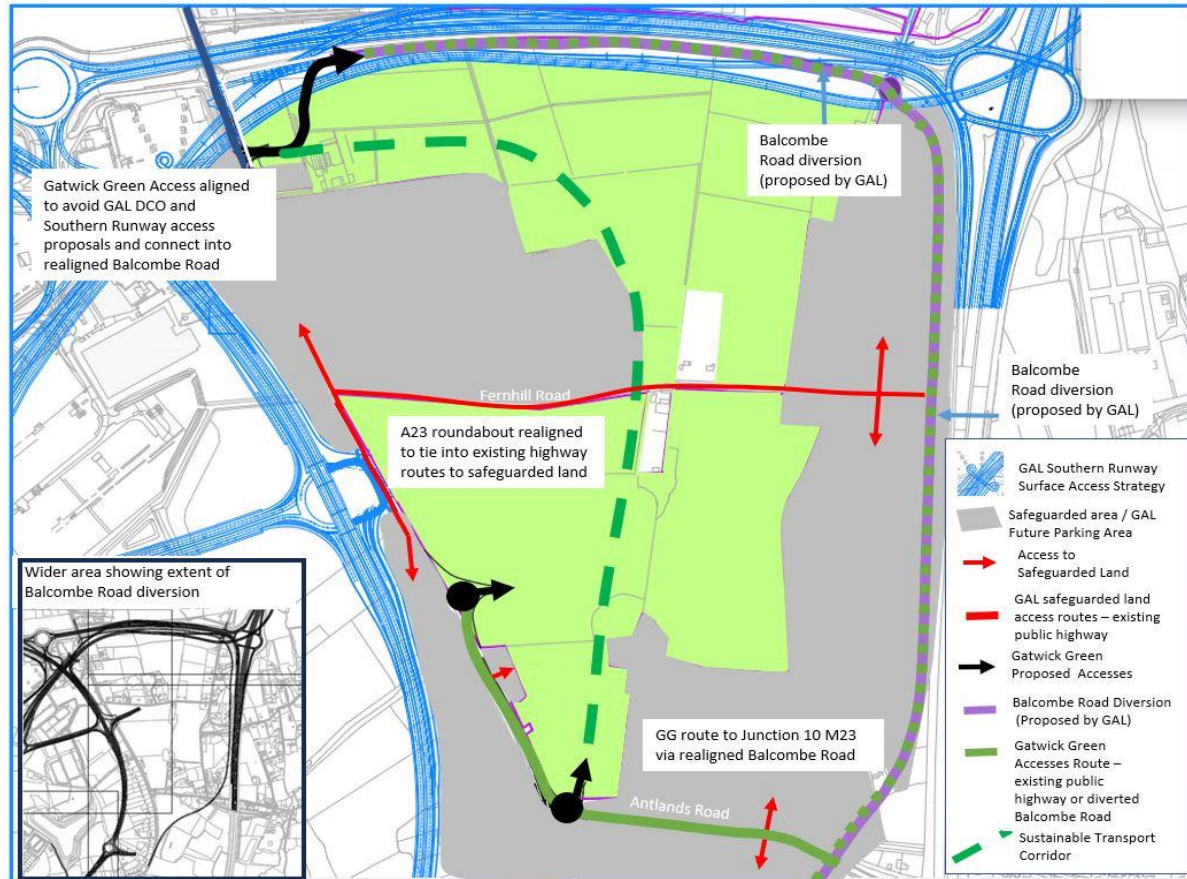 Balcombe
Road diversion
(proposed by GAL)
Gatwick Green Access aligned
to avoid GAL DCO and
Southern Runway access
proposals and connect into
realigned Balcombe Road
Balcombe
Road diversion
(proposed by GAL)
Fernhill Road
A23 roundabout realigned
to tie into existing highway
routes to safeguarded land
Wider area showing extent of
Balcombe Road diversion
GG route to Junction 10 M23
via realigned Balcombe Road
Antlands Road
GAL Southern Runway
Surface Access Strategy
Safeguarded area / GAL
Future Parking Area
Access to
Safeguarded Land
GAL safeguarded land
access routes – existing
public highway
Gatwick Green
Proposed Accesses
Balcombe Road Diversion
(Proposed by GAL)
Gatwick Green
Accesses Route –
existing public
highway or diverted
Balcombe Road
Sustainable Transport
Corridor